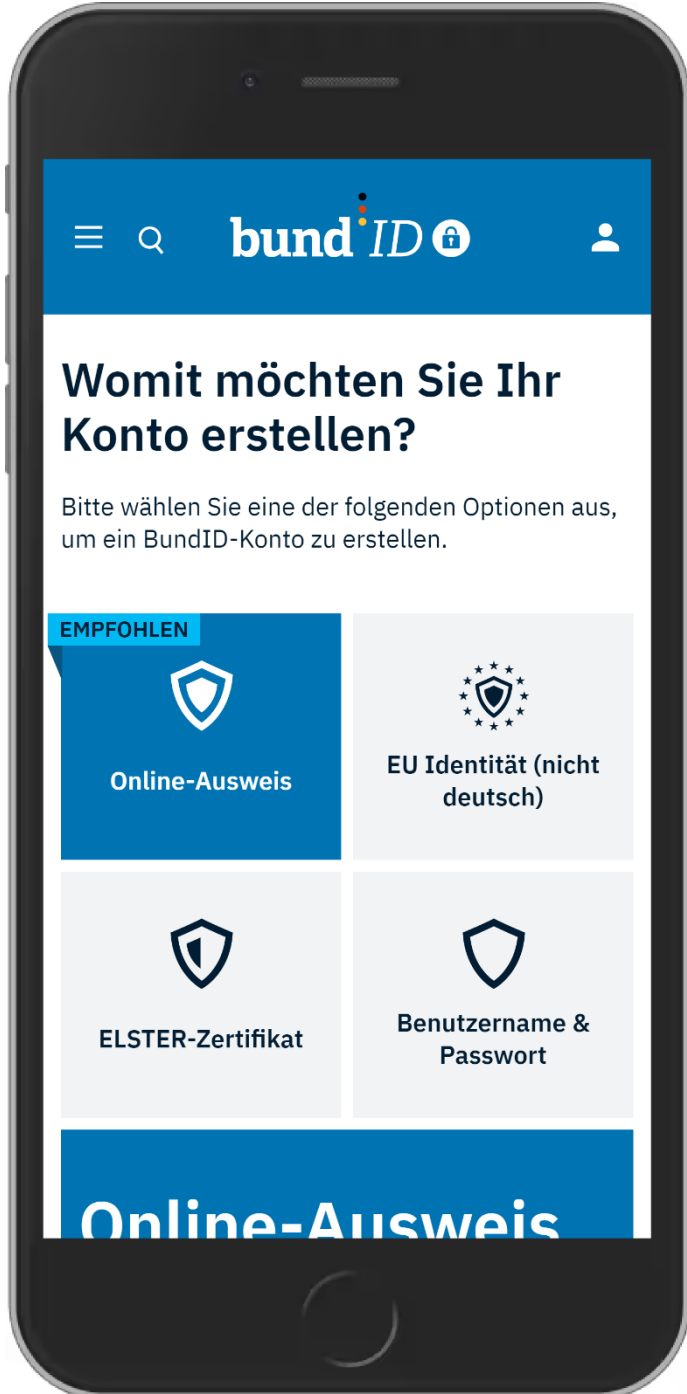 bund ID
Womit möchten Sie Ihr
Konto erstellen?
Bitte wählen Sie eine der folgenden Optionen aus,
um ein BundID-Konto zu erstellen.
EMPFOHLEN
Online-Ausweis
EU Identität (nicht
deutsch)
ELSTER-Zertifikat
Benutzername &
Passwort
Online-Ausweis